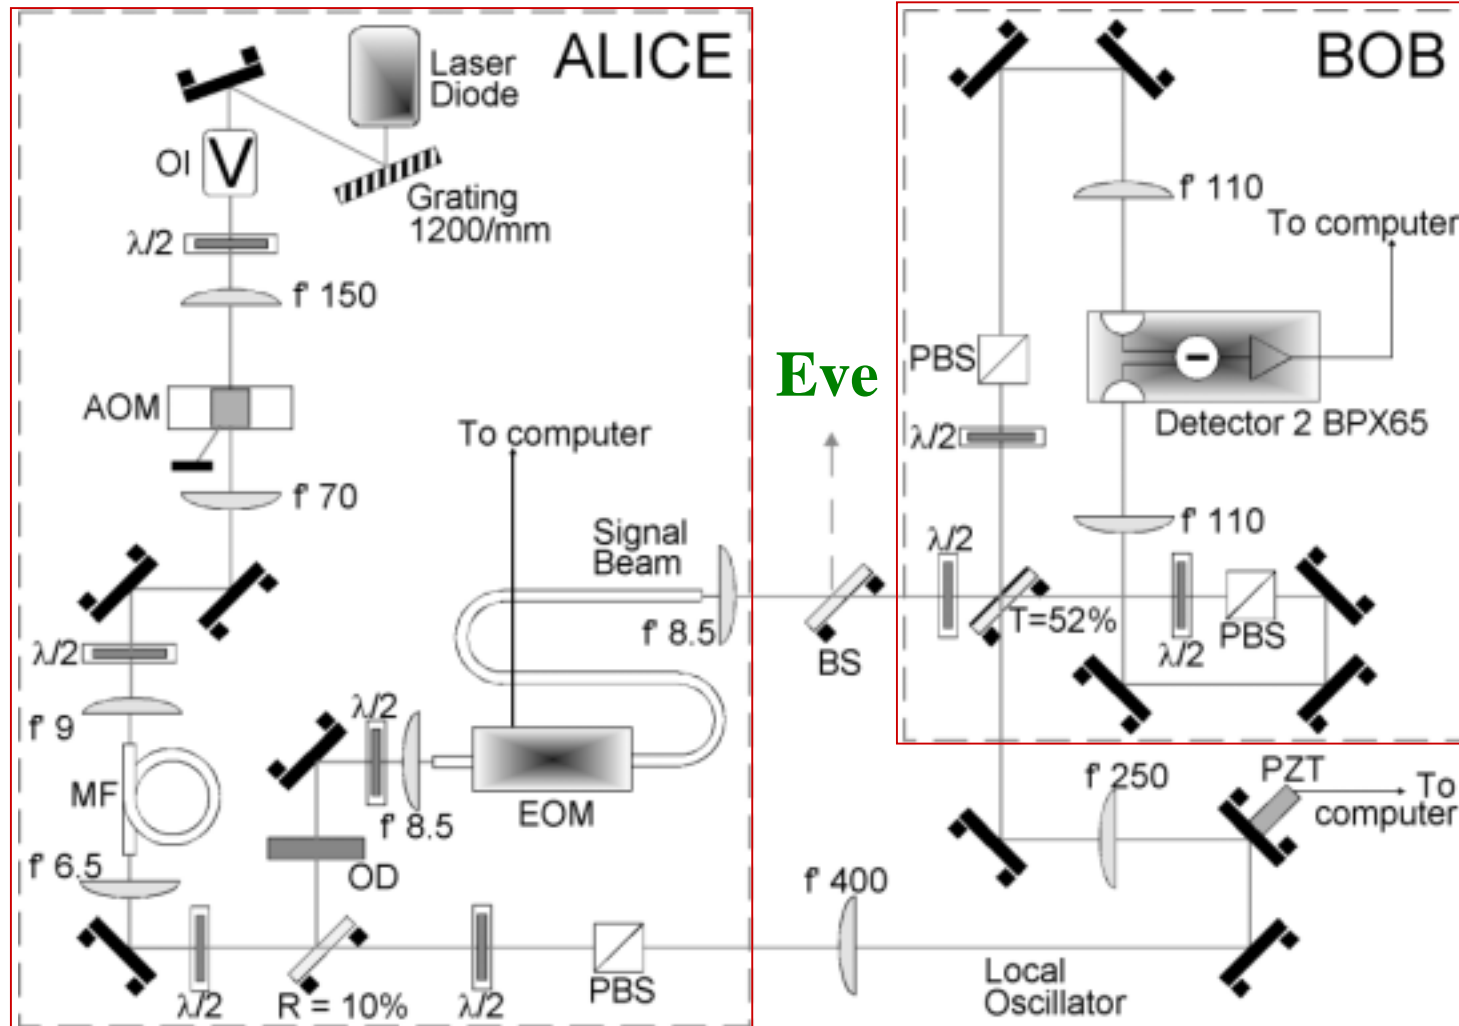 ALICE
Laser
Diode
OI
Grating
1200/mm
λ/2
f' 150
AOM
f' 70
To computer
Signal
Beam
f' 8.5
λ/2
f' 9
MF
f' 6.5
λ/2
f' 8.5
EOM
OD
λ/2
R = 10%
λ/2
PBS
Eve
BS
BOB
f' 110
To computer
PBS
λ/2
Detector 2 BPX65
f' 110
λ/2
T=52%
λ/2
PBS
f' 250
PZT
To
computer
f' 400
Local
Oscillator